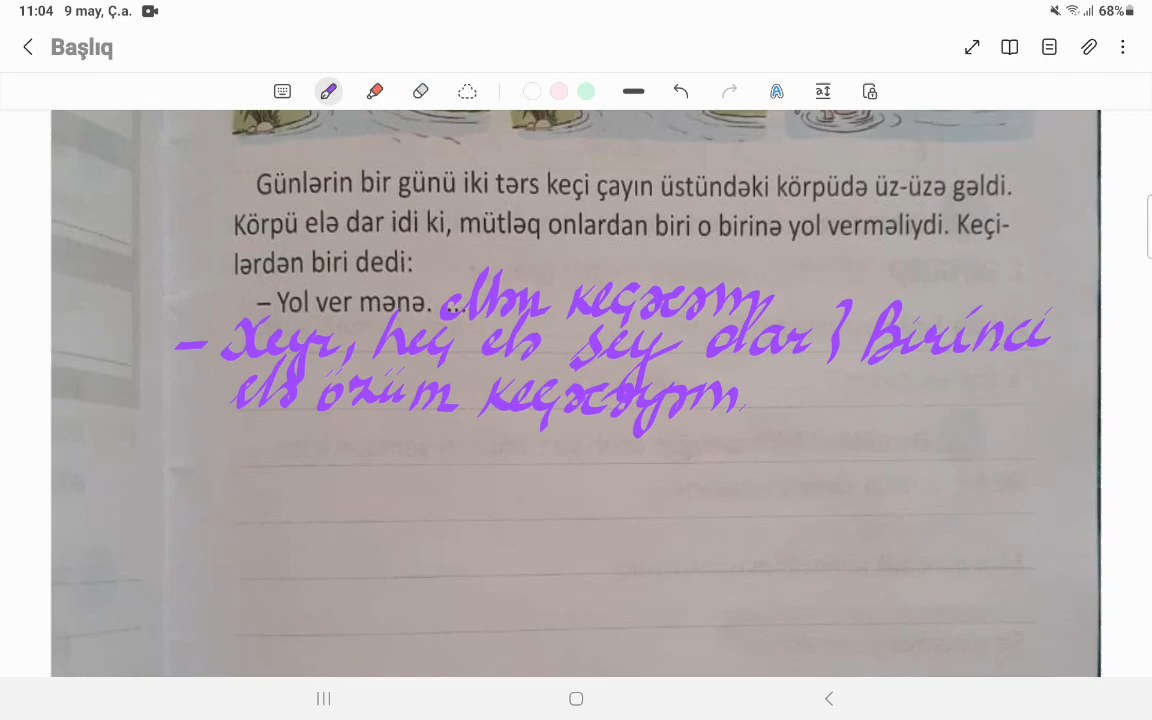 11:04 9 may, Ç.a. 68%
Başlıq
Günlərin bir günü iki tərs keçi çayın üstündəki körpüdə üz-üzə gəldi.
Körpü elə dar idi ki, mütləq onlardan biri o birinə yol verməliydi. Keçi-
lərdən biri dedi:
– Yol ver mənə. ... Mən keçəcəm
– Xeyr, heç elə şey olar? Birinci
elə özüm keçəcəyəm.